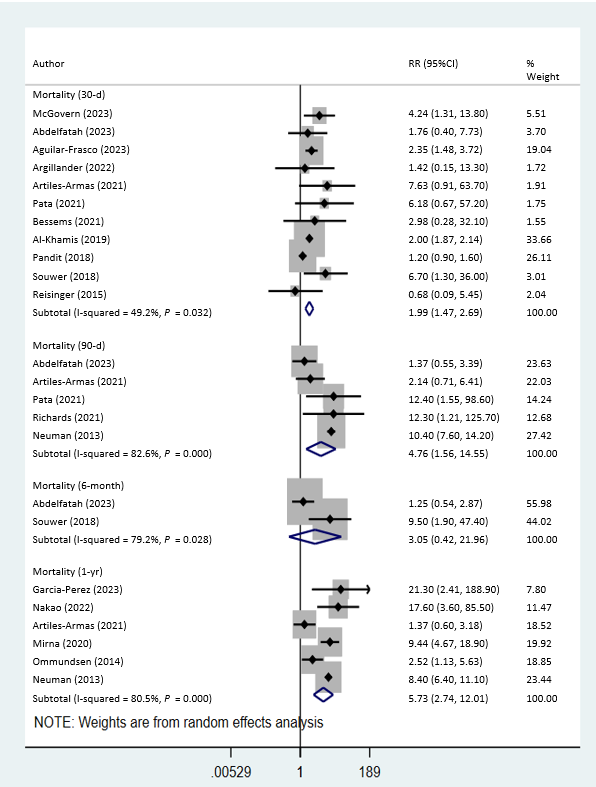 Author RR (95%CI) %
Weight
Mortality (30-d)
McGovern (2023) 4.24 (1.31, 13.80) 5.51
Abdelfatah (2023) 1.76 (0.40, 7.73) 3.70
Aguilar-Frasco (2023) 2.35 (1.48, 3.72) 19.04
Argillander (2022) 1.42 (0.15, 13.30) 1.72
Artiles-Armas (2021) 7.63 (0.91, 63.70) 1.91
Pata (2021) 6.18 (0.67, 57.20) 1.75
Bessems (2021) 2.98 (0.28, 32.10) 1.55
Al-Khamis (2019) 2.00 (1.87, 2.14) 33.66
Pandit (2018) 1.20 (0.90, 1.60) 26.11
Souwer (2018) 6.70 (1.30, 36.00) 3.01
Reisinger (2015) 0.68 (0.09, 5.45) 2.04
Subtotal (I-squared = 49.2%, P = 0.032) 1.99 (1.47, 2.69) 100.00
Mortality (90-d)
Abdelfatah (2023) 1.37 (0.55, 3.39) 23.63
Artiles-Armas (2021) 2.14 (0.71, 6.41) 22.03
Pata (2021) 12.40 (1.55, 98.60) 14.24
Richards (2021) 12.30 (1.21, 125.70) 12.68
Neuman (2013) 10.40 (7.60, 14.20) 27.42
Subtotal (I-squared = 82.6%, P = 0.000) 4.76 (1.56, 14.55) 100.00
Mortality (6-month)
Abdelfatah (2023) 1.25 (0.54, 2.87) 55.98
Souwer (2018) 9.50 (1.90, 47.40) 44.02
Subtotal (I-squared = 79.2%, P = 0.028) 3.05 (0.42, 21.96) 100.00
Mortality (1-yr)
Garcia-Perez (2023) 21.30 (2.41, 188.90) 7.80
Nakao (2022) 17.60 (3.60, 85.50) 11.47
Artiles-Armas (2021) 1.37 (0.60, 3.18) 18.52
Mirna (2020) 9.44 (4.67, 18.90) 19.92
Ommundsen (2014) 2.52 (1.13, 5.63) 18.85
Neuman (2013) 8.40 (6.40, 11.10) 23.44
Subtotal (I-squared = 80.5%, P = 0.000) 5.73 (2.74, 12.01) 100.00
NOTE: Weights are from random effects analysis
.00529 1 189